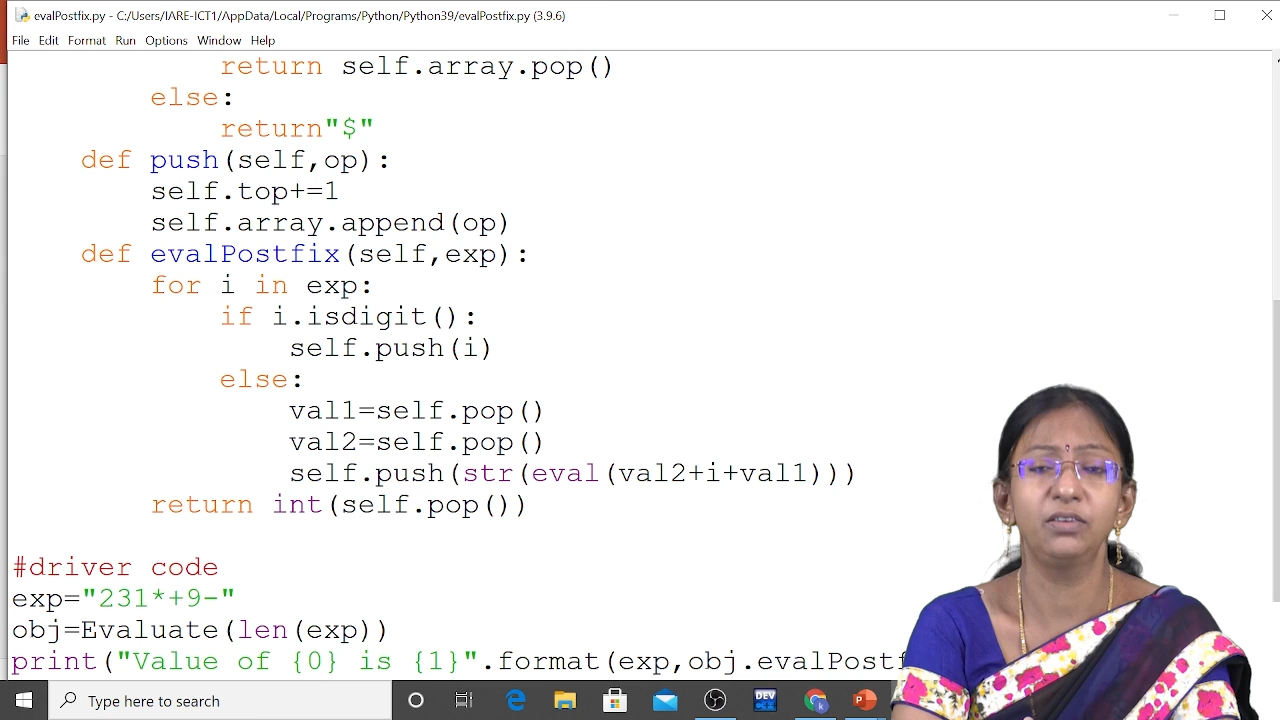 evalPostfix.py - C:/Users/IARE-ICT1/AppData/Local/Programs/Python/Python39/evalPostfix.py (3.9.6)
File Edit Format Run Options Window Help
return self.array.pop()
else:
return"$"
def push(self,op):
self.top+=1
self.array.append(op)
def evalPostfix(self,exp):
for i in exp:
if i.isdigit():
self.push(i)
else:
val1=self.pop()
val2=self.pop()
self.push(str(eval(val2+i+val1)))
return int(self.pop())
#driver code
exp="231*+9-"
obj=Evaluate(len(exp))
print("Value of {0} is {1}".format(exp,obj.evalPostf
Type here to search
DEV
k
P